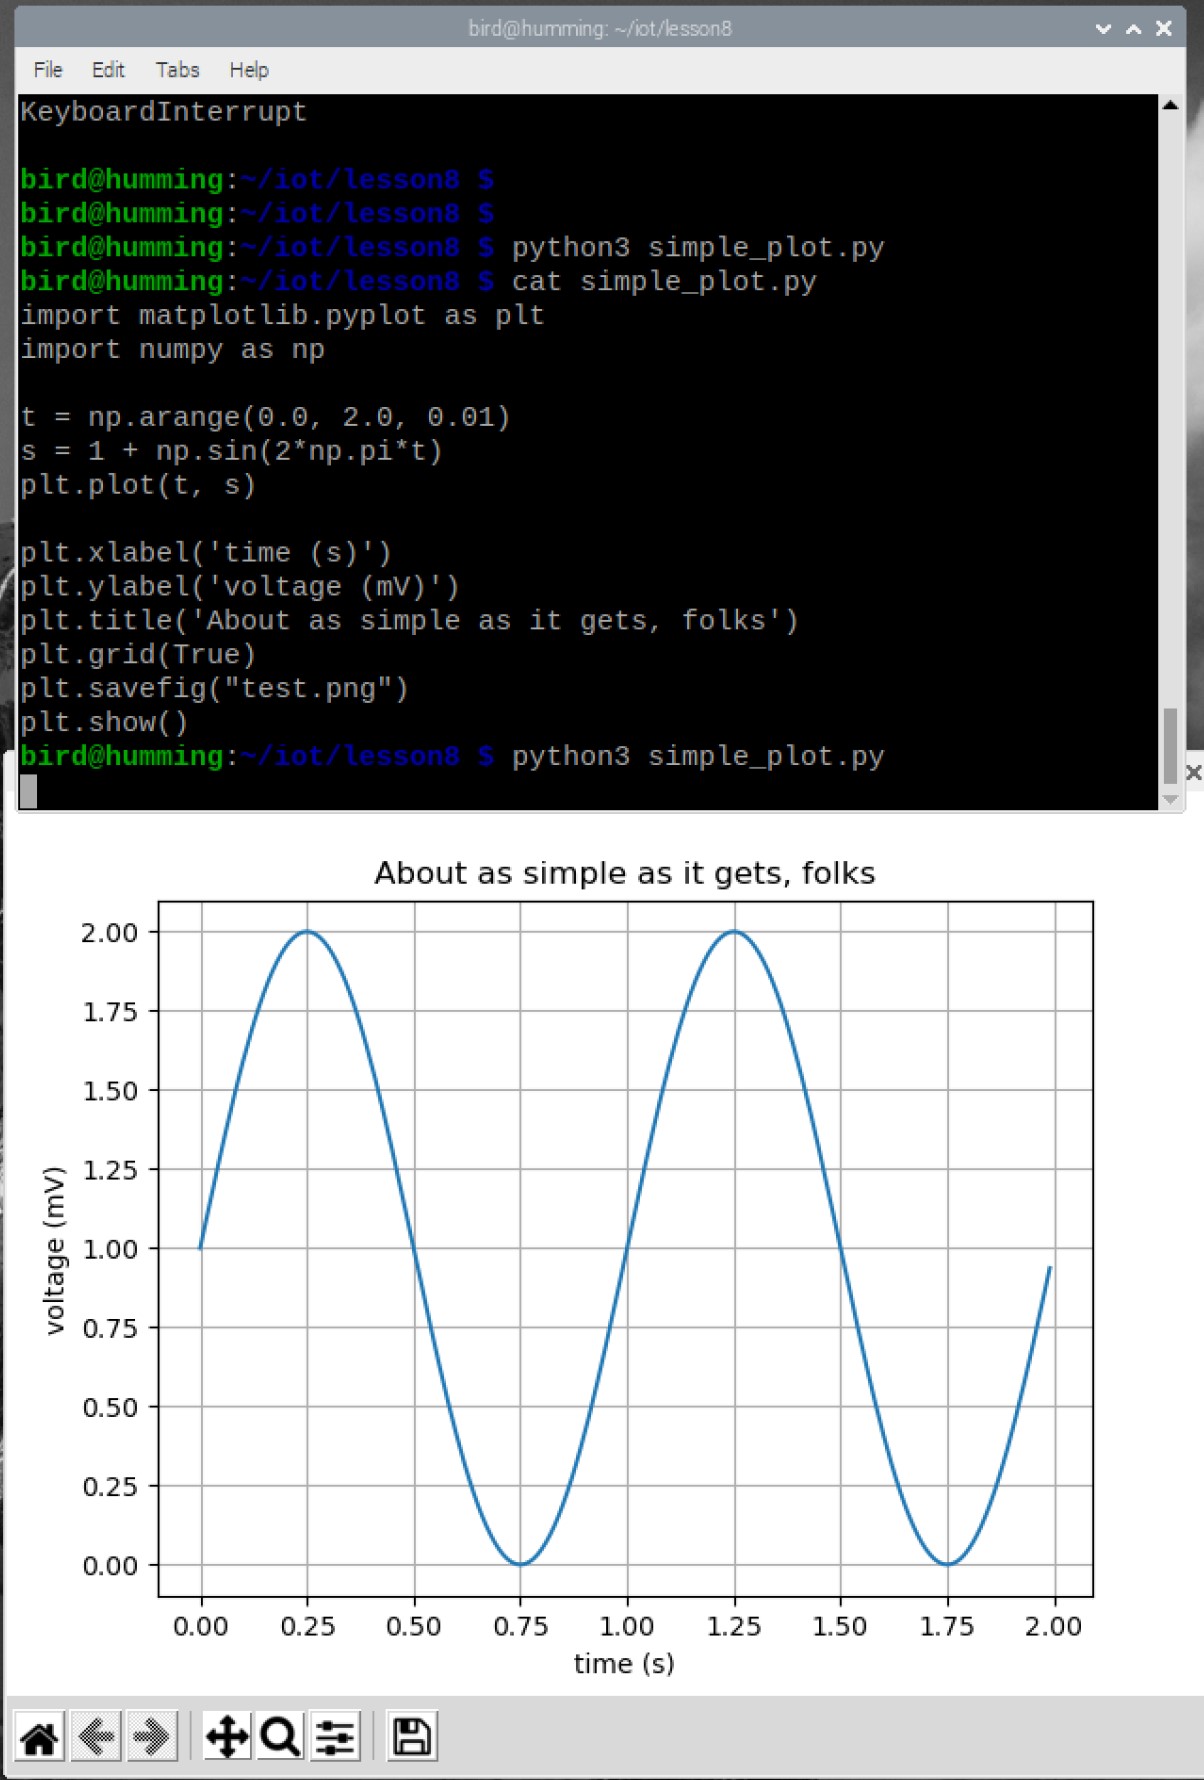 bird@humming: ~/iot/lesson8
File Edit Tabs Help
KeyboardInterrupt
bird@humming:~/iot/lesson8 $
bird@humming:~/iot/lesson8 $
bird@humming:~/iot/lesson8 $ python3 simple_plot.py
bird@humming:~/iot/lesson8 $ cat simple_plot.py
import matplotlib.pyplot as plt
import numpy as np
t = np.arange(0.0, 2.0, 0.01)
s = 1 + np.sin(2*np.pi*t)
plt.plot(t, s)
plt.xlabel('time (s)')
plt.ylabel('voltage (mV)')
plt.title('About as simple as it gets, folks')
plt.grid(True)
plt.savefig("test.png")
plt.show()
bird@humming:~/iot/lesson8 $ python3 simple_plot.py
About as simple as it gets, folks
2.00
1.75
1.50
1.25
1.00
0.75
0.50
0.25
0.00
voltage (mV)
0.00 0.25 0.50 0.75 1.00 1.25 1.50 1.75 2.00
time (s)